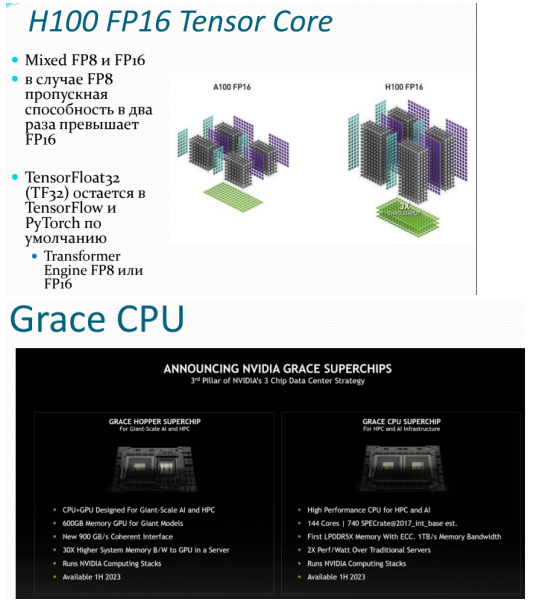 H100 FP16 Tensor Core
Mixed FP8 и FP16
в случае FP8
пропускная
способность в два
раза превышает
FP16
TensorFloat32
(TF32) остается в
TensorFlow и
PyTorch по
умолчанию
Transformer
Engine FP8 или
FP16
A100 FP16
H100 FP16
3X
THROUGHPUT
Grace CPU
ANNOUNCING NVIDIA GRACE SUPERCHIPS
3rd Pillar of NVIDIA's 3 Chip Data Center Strategy
GRACE HOPPER SUPERCHIP
For Giant-Scale AI and HPC
CPU+GPU Designed For Giant-Scale AI and HPC
600GB Memory GPU for Giant Models
New 900 GB/s Coherent Interface
30X Higher System Memory B/W to GPU in a Server
Runs NVIDIA Computing Stacks
Available 1H 2023
GRACE CPU SUPERCHIP
For HPC and AI Infrastructure
High Performance CPU for HPC and AI
144 Cores | 740 SPECrate@2017_int_base est.
First LPDDR5X Memory With ECC. 1TB/s Memory Bandwidth
2X Perf/Watt Over Traditional Servers
Runs NVIDIA Computing Stacks
Available 1H 2023